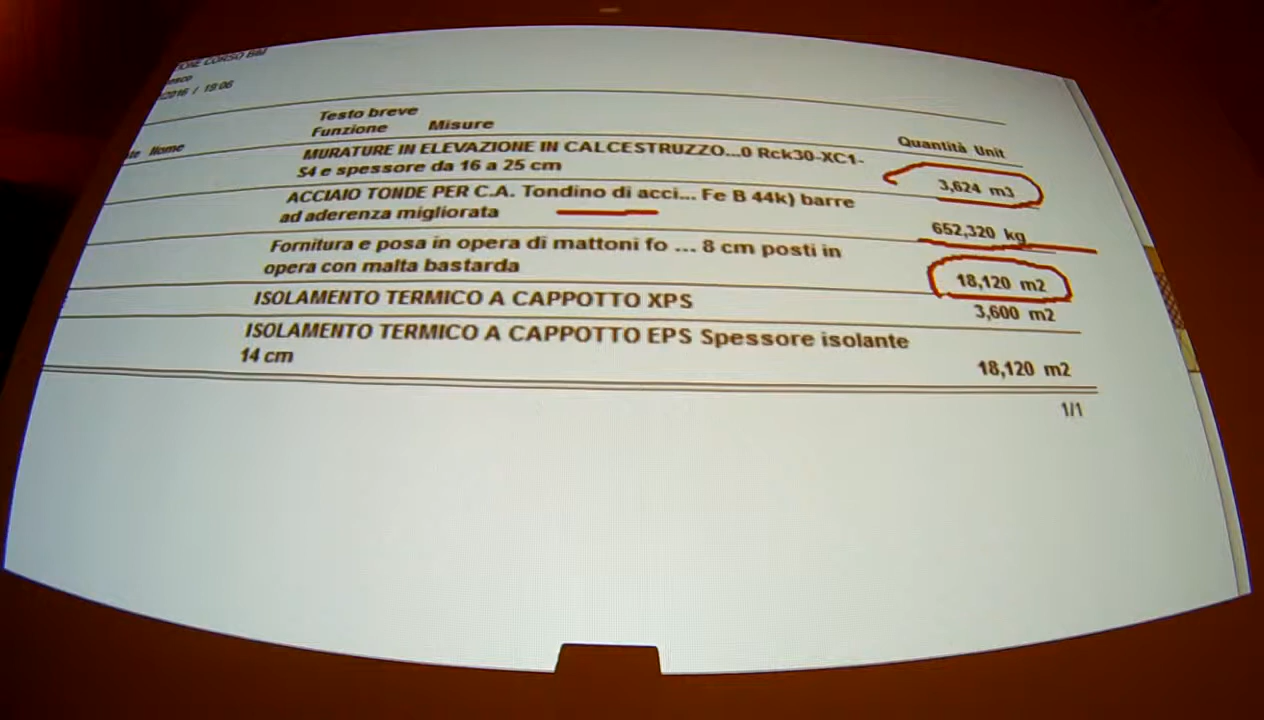 CORSO BIM
2016 / 19:06
Testo breve
Nome Funzione Misure Quantità Unit
MURATURE IN ELEVAZIONE IN CALCESTRUZZO...0 Rck30-XC1-
S4 e spessore da 16 a 25 cm 3,624 m3
ACCIAIO TONDE PER C.A. Tondino di acci... Fe B 44k) barre
ad aderenza migliorata 652,320 kg
Fornitura e posa in opera di mattoni fo ... 8 cm posti in
opera con malta bastarda 18,120 m2
ISOLAMENTO TERMICO A CAPPOTTO XPS 3,600 m2
ISOLAMENTO TERMICO A CAPPOTTO EPS Spessore isolante
14 cm 18,120 m2
1/1